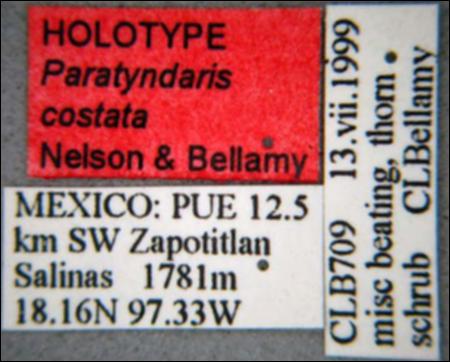 HOLOTYPE
Paratyndaris
costata
Nelson & Bellamy
MEXICO: PUE 12.5
km SW Zapotitlan
Salinas 1781m
18.16N 97.33W
CLB709 13.vii.1999
misc beating, thorn
schrub CLBellamy